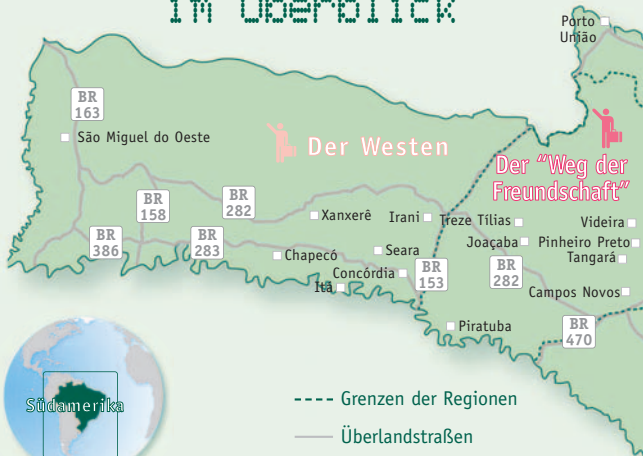 im Überblick
Porto
União
BR
163
São Miguel do Oeste
Der Westen
Der "Weg der
Freundschaft"
BR
158
BR
282
Xanxerê
Irani
Treze Tílias
Videira
BR
386
BR
283
Chapecó
Seara
Joaçaba
Pinheiro Preto
Tangará
Concórdia
BR
153
BR
282
Itá
Campos Novos
Piratuba
BR
470
Südamerika
Grenzen der Regionen
Überlandstraßen